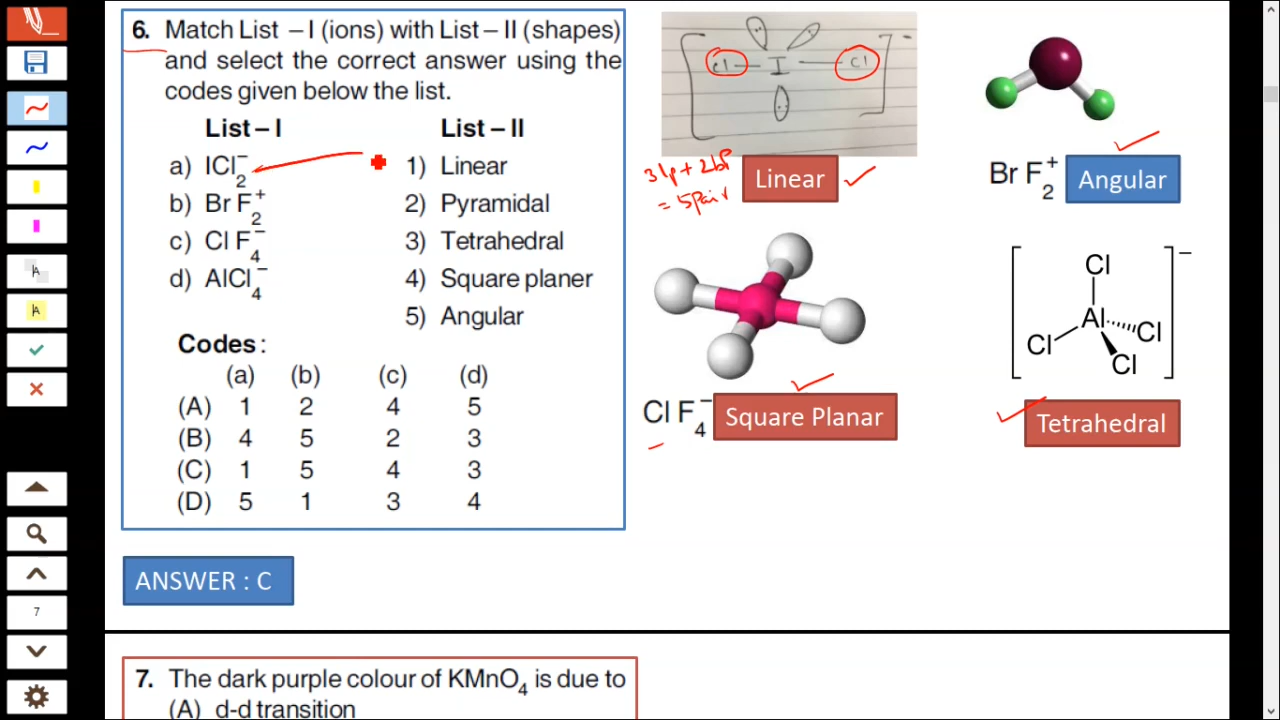 6. Match List – I (ions) with List – II (shapes)
and select the correct answer using the
codes given below the list.
List – I List – II
a) ICl₂⁻ 1) Linear
b) Br F₂⁺ 2) Pyramidal
c) Cl F₄⁻ 3) Tetrahedral
d) AlCl₄⁻ 4) Square planer
5) Angular
Codes :
(a) (b) (c) (d)
(A) 1 2 4 5
(B) 4 5 2 3
(C) 1 5 4 3
(D) 5 1 3 4
ANSWER : C
Cl I Cl
-
3lp + 2bP
= 5Pair
Linear
Br F₂⁺ Angular
Cl F₄⁻ Square Planar
Cl
Al
Cl Cl
Cl
–
Tetrahedral
7
7. The dark purple colour of KMnO₄ is due to
(A) d-d transition